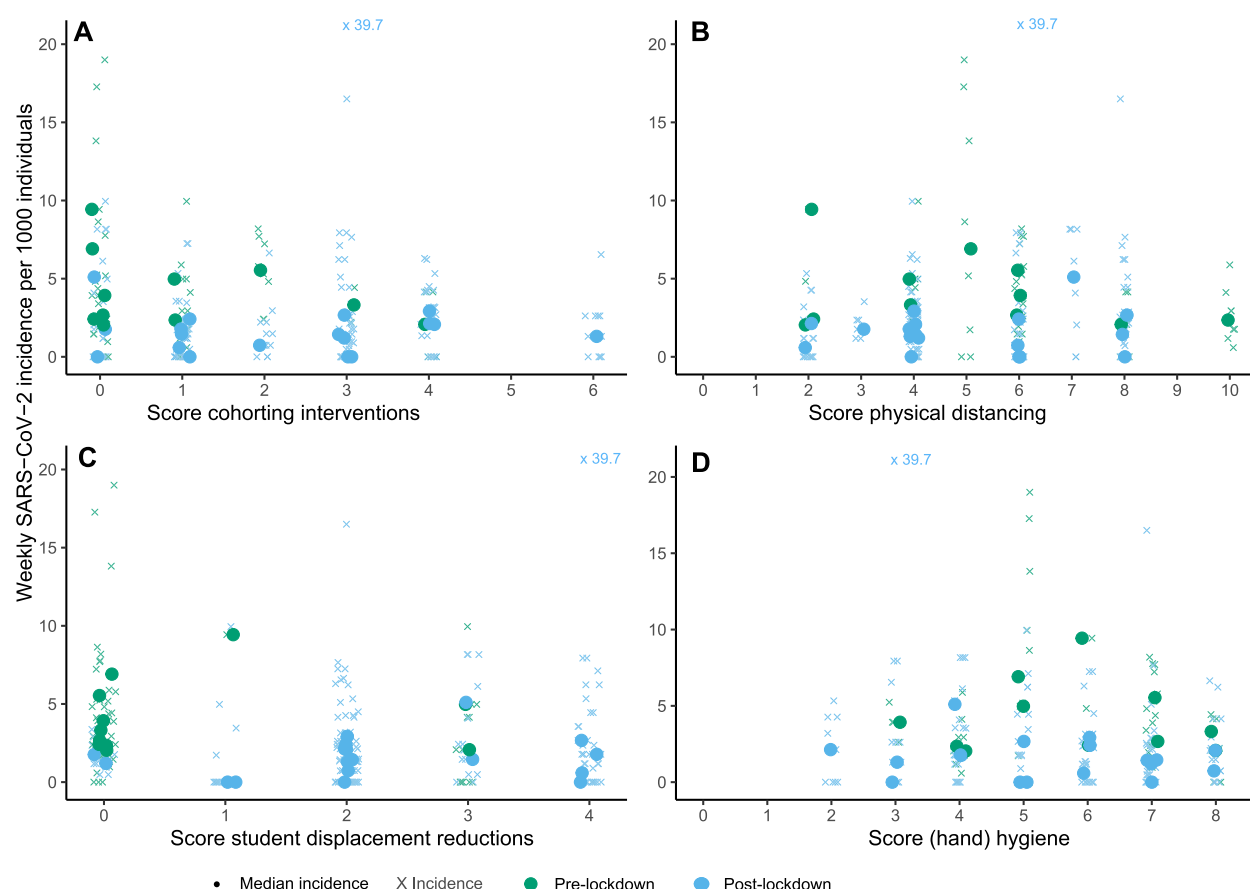 A
x 39.7
B
x 39.7
20
15
10
5
0
20
15
10
5
0
0 1 2 3 4 5 6
0 1 2 3 4 5 6 7 8 9 10
Score cohorting interventions
Score physical distancing
Weekly SARS−CoV−2 incidence per 1000 individuals
C
x 39.7
D
x 39.7
20
15
10
5
0
20
15
10
5
0
0 1 2 3 4
0 1 2 3 4 5 6 7 8
Score student displacement reductions
Score (hand) hygiene
Median incidence X Incidence Pre-lockdown Post-lockdown